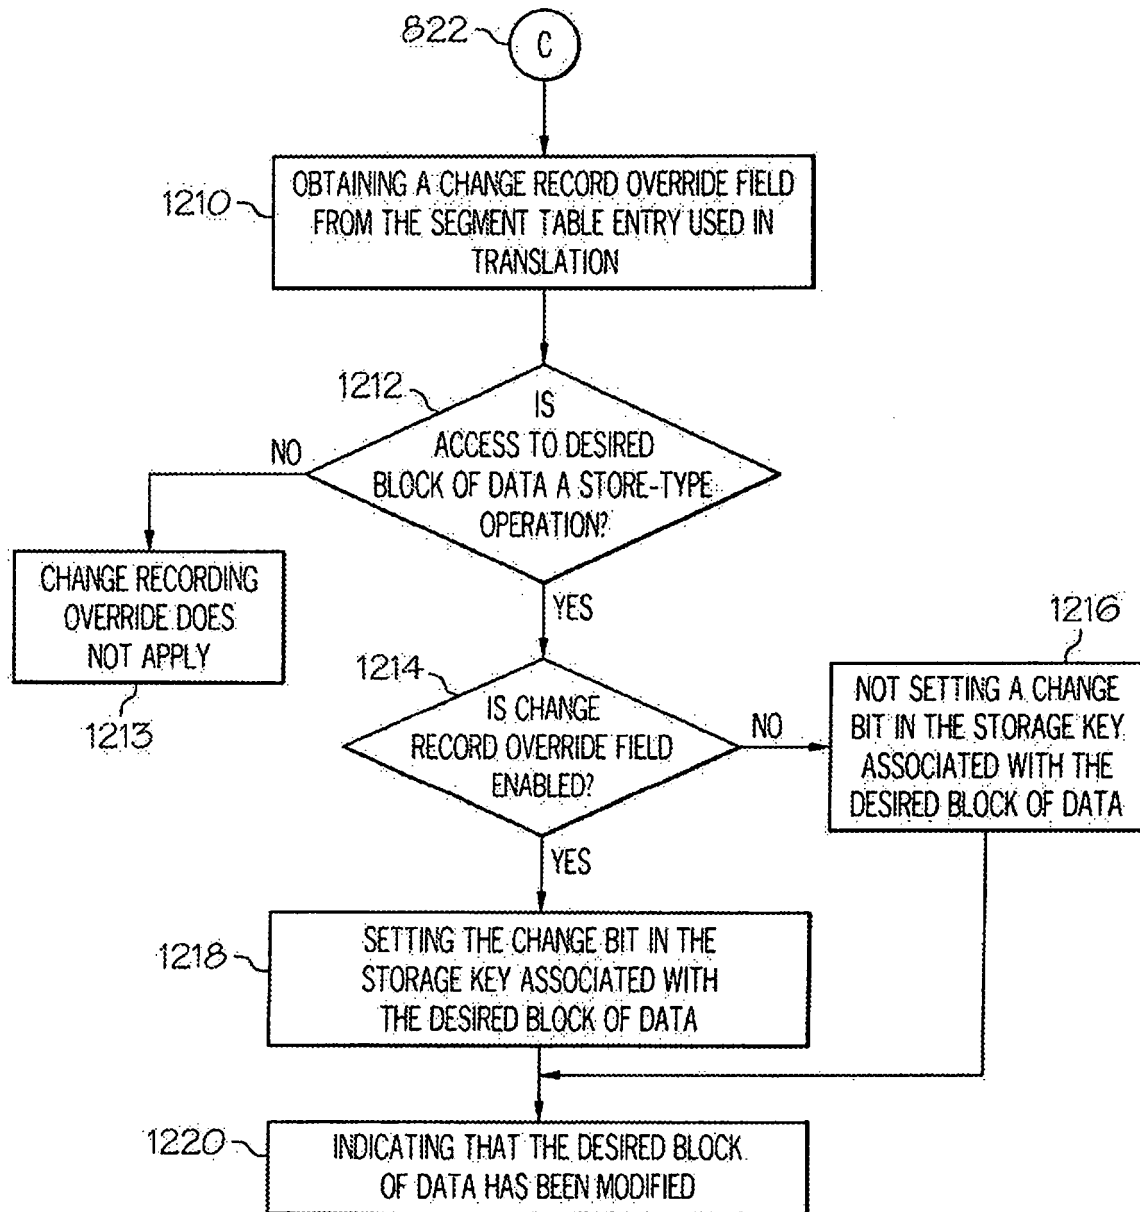 822
C
1210
OBTAINING A CHANGE RECORD OVERRIDE FIELD
FROM THE SEGMENT TABLE ENTRY USED IN
TRANSLATION
1212
IS
ACCESS TO DESIRED
BLOCK OF DATA A STORE-TYPE
OPERATION?
NO
CHANGE RECORDING
OVERRIDE DOES
NOT APPLY
1213
YES
1214
IS CHANGE
RECORD OVERRIDE FIELD
ENABLED?
NO
1216
NOT SETTING A CHANGE
BIT IN THE STORAGE KEY
ASSOCIATED WITH THE
DESIRED BLOCK OF DATA
YES
1218
SETTING THE CHANGE BIT IN THE
STORAGE KEY ASSOCIATED WITH
THE DESIRED BLOCK OF DATA
1220
INDICATING THAT THE DESIRED BLOCK
OF DATA HAS BEEN MODIFIED